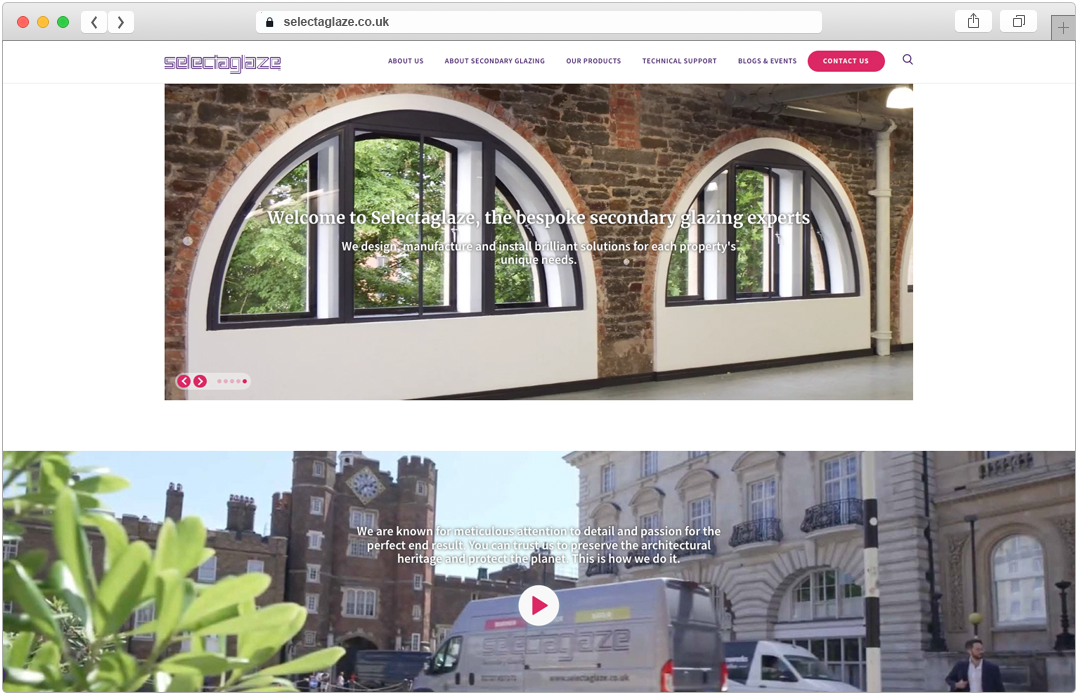 selectaglaze.co.uk
selectaglaze
ABOUT US
ABOUT SECONDARY GLAZING
OUR PRODUCTS
TECHNICAL SUPPORT
BLOGS & EVENTS
CONTACT US
Welcome to Selectaglaze, the bespoke secondary glazing experts
We design, manufacture and install brilliant solutions for each property's
unique needs.
We are known for meticulous attention to detail and passion for the
perfect end result. You can trust us to preserve the architectural
heritage and protect the planet. This is how we do it.
selectaglaze
www.selectaglaze.co.uk